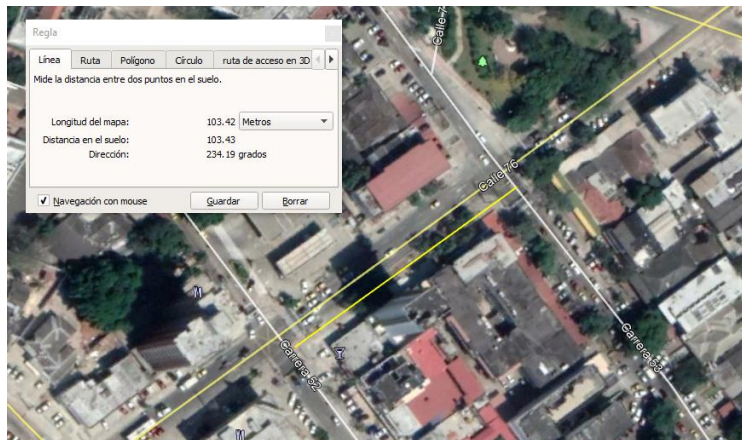 Regla
Línea Ruta Polígono Círculo ruta de acceso en 3D
Mide la distancia entre dos puntos en el suelo.
Longitud del mapa: 103.42 Metros
Distancia en el suelo: 103.43
Dirección: 234.19 grados
Navegación con mouse Guardar Borrar
Calle 76
Carrera 52
Carrera 53